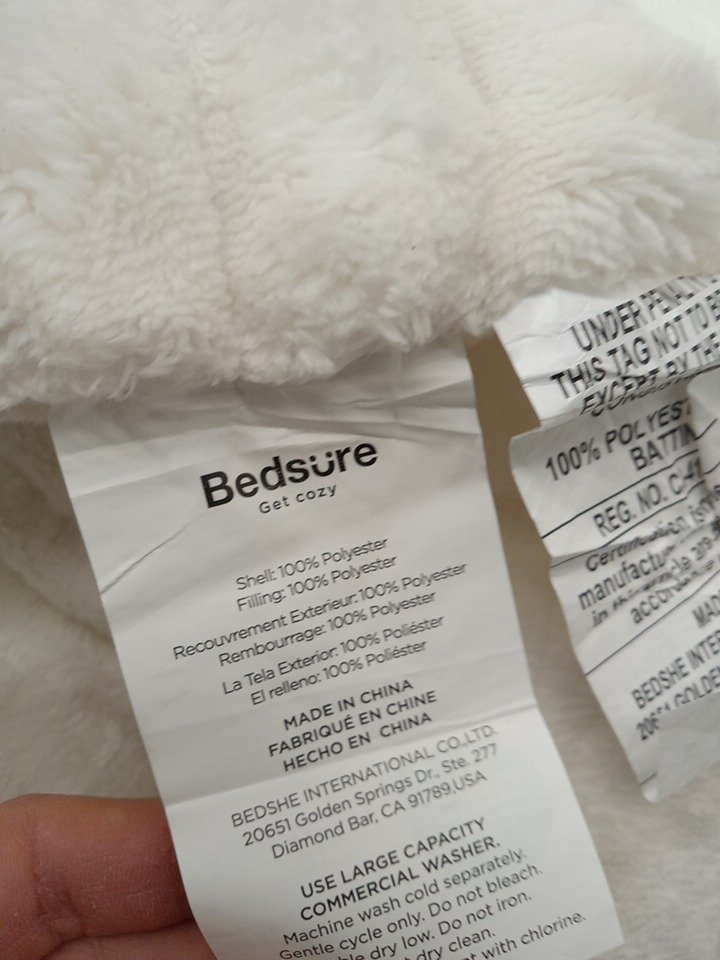 Bedsure
Get cozy
Shell: 100% Polyester
Filling: 100% Polyester
Recouvrement Exterieur: 100% Polyester
Rembourrage: 100% Polyester
La Tela Exterior: 100% Poliéster
El relleno: 100% Poliéster
MADE IN CHINA
FABRIQUÉ EN CHINE
HECHO EN CHINA
BEDSHE INTERNATIONAL CO.,LTD.
20651 Golden Springs Dr., Ste. 277
Diamond Bar, CA 91789,USA
USE LARGE CAPACITY
COMMERCIAL WASHER.
Machine wash cold separately.
Gentle cycle only. Do not bleach.
dry low. Do not iron.
dry clean.
with chlorine.
UNDER
THIS TAG NOT TO
EXCEPT BY
100%
REG. NO.
in this
BEDSHE